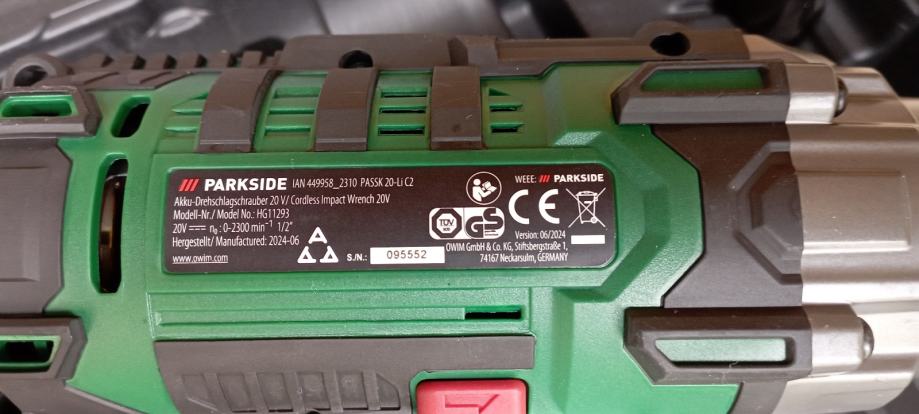 PARKSIDE IAN 449958_2310 PASSK 20-Li C2
Akku-Drehschlagschrauber 20 V/ Cordless Impact Wrench 20V
Modell-Nr./ Model No.: HG11293
20V n₀ : 0-2300 min⁻¹ 1/2"
Hergestellt/ Manufactured: 2024-06
www.owim.com
S/N.: 095552
WEEE: PARKSIDE
TÜV
GS
CE
Version: 06/2024
OWIM GmbH & Co. KG, Stiftsbergstraße 1,
74167 Neckarsulm, GERMANY